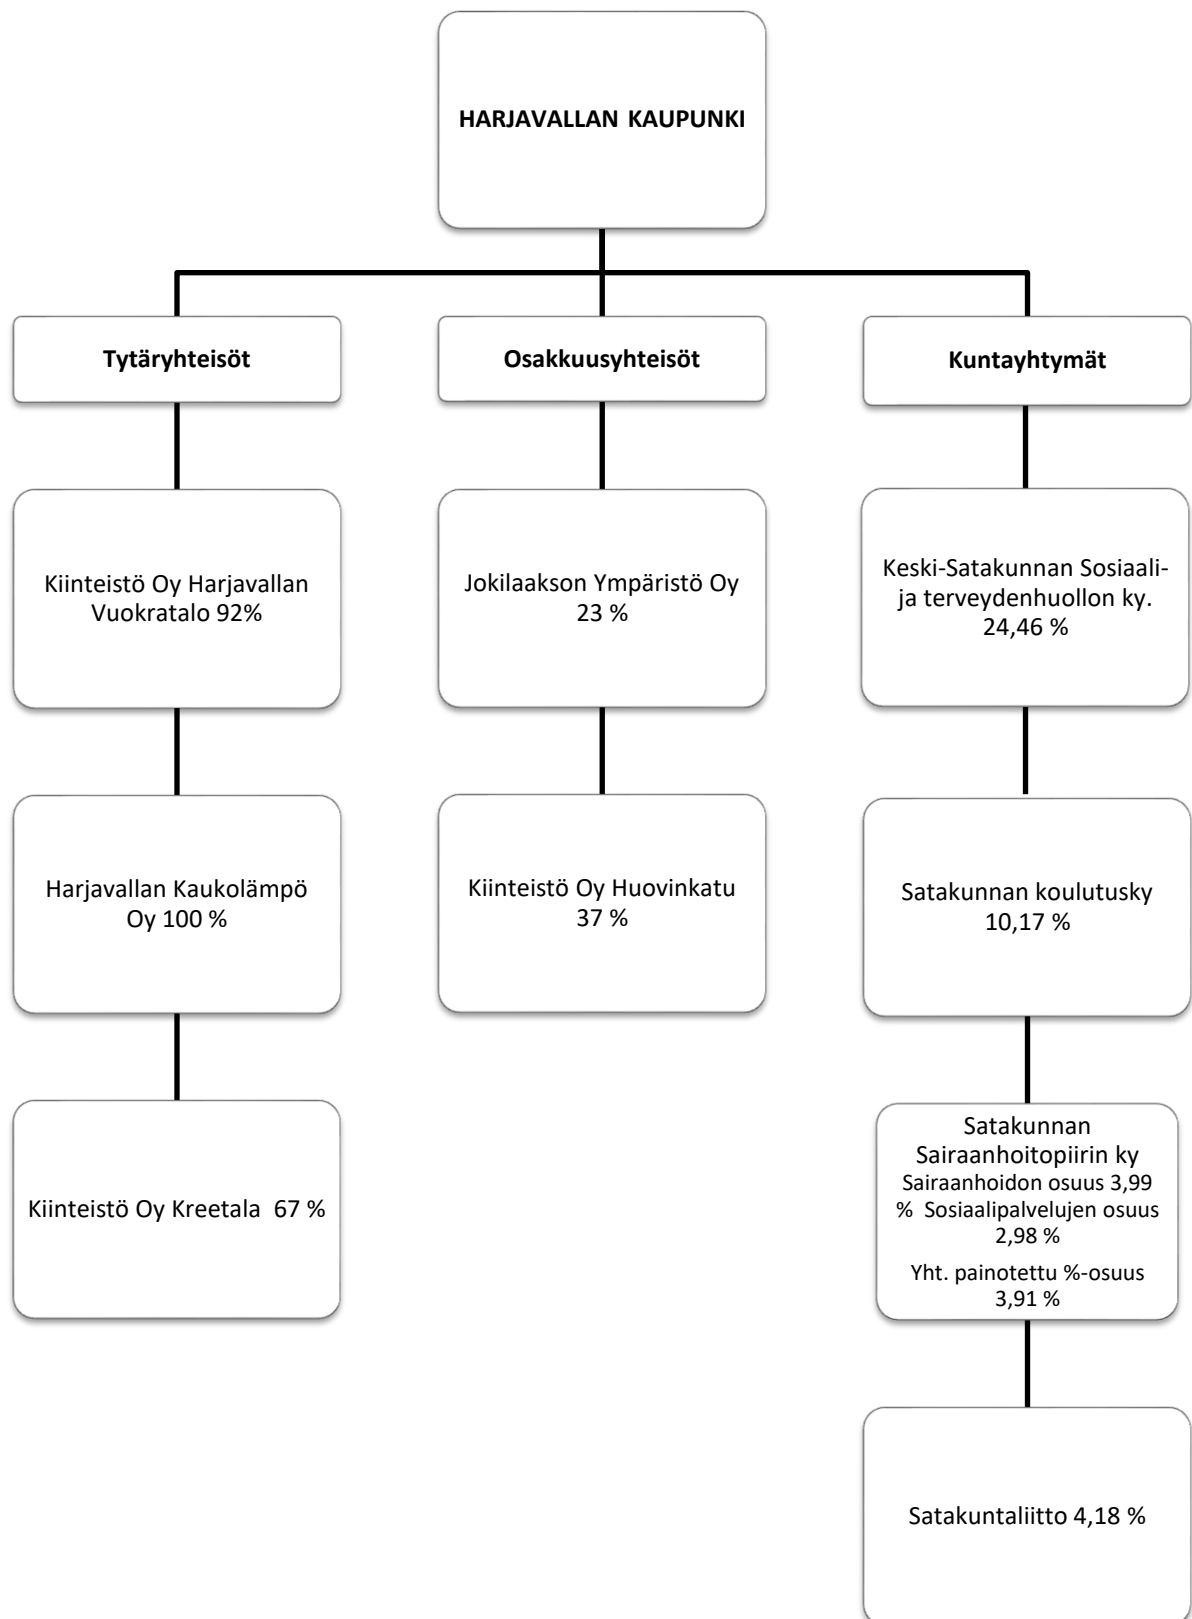 HARJAVALLAN KAUPUNKI
Tytäryhteisöt
Kiinteistö Oy Harjavallan
Vuokratalo 92%
Harjavallan Kaukolämpö
Oy 100 %
Kiinteistö Oy Kreetala 67 %
Osakkuusyhteisöt
Jokilaakson Ympäristö Oy
23 %
Kiinteistö Oy Huovinkatu
37 %
Kuntayhtymät
Keski-Satakunnan Sosiaali-
ja terveydenhuollon ky.
24,46 %
Satakunnan koulutusky
10,17 %
Satakunnan
Sairaanhoitopiirin ky
Sairaanhoidon osuus 3,99
% Sosiaalipalvelujen osuus
2,98 %
Yht. painotettu %-osuus
3,91 %
Satakuntaliitto 4,18 %